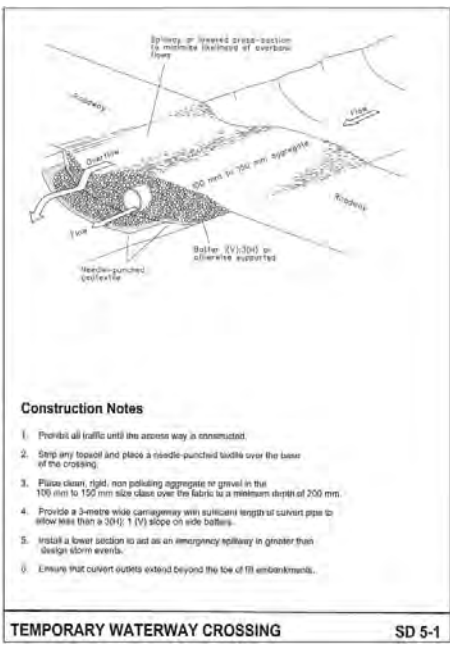 Spillway or lowered cross-section
to minimise likelihood of overbank
flows
Roadway
Flow
Overflow
100 mm to 150 mm aggregate
Roadway
Flow
Batter 1(V):3(H) or
otherwise supported
Needle-punched
geotextile
Construction Notes
1. Prohibit all traffic until the access way is constructed.
2. Strip any topsoil and place a needle-punched textile over the base
of the crossing.
3. Place clean, rigid, non polluting aggregate or gravel in the
100 mm to 150 mm size class over the fabric to a minimum depth of 200 mm.
4. Provide a 3-metre wide carriageway with sufficient length of culvert pipe to
allow less than a 3(H): 1 (V) slope on side batters.
5. Install a lower section to act as an emergency spillway in greater than
design storm events.
6. Ensure that culvert outlets extend beyond the toe of fill embankments.
TEMPORARY WATERWAY CROSSING SD 5-1